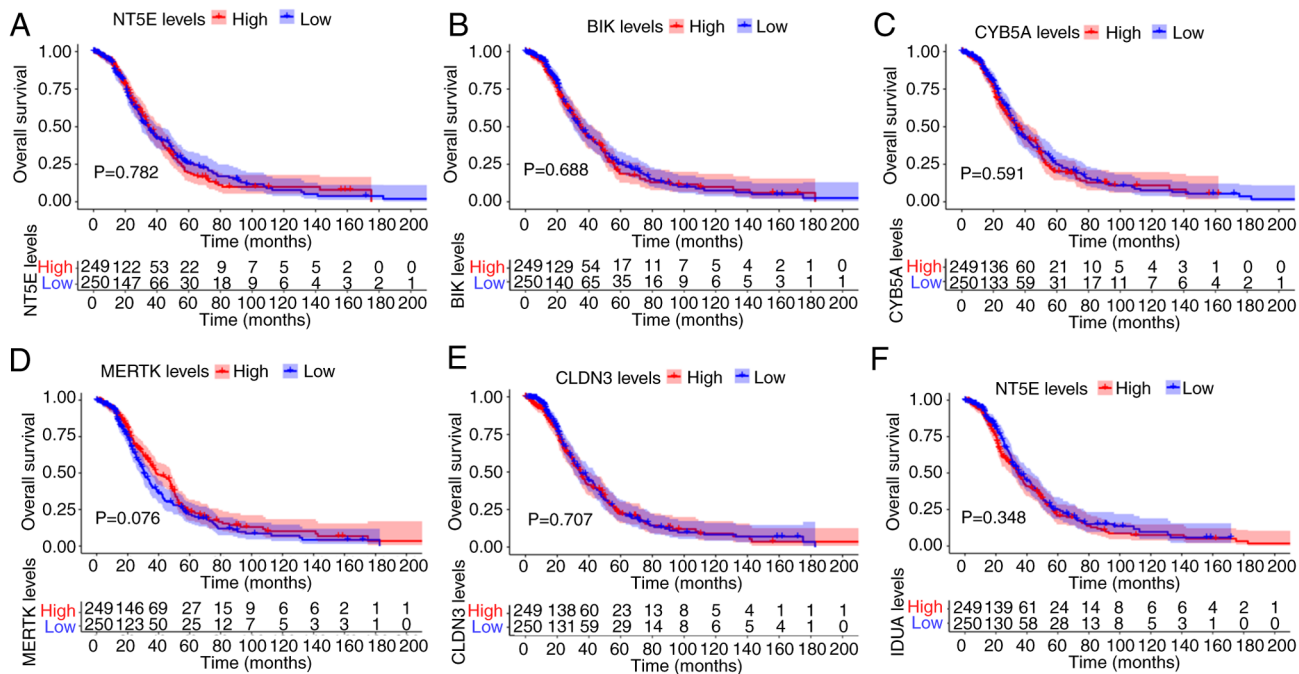 A
NT5E levels High Low
Overall survival
1.00
0.75
0.50
0.25
0.00
P=0.782
0 20 40 60 80 100 120 140 160 180 200
Time (months)
NT5E levels
High 249 122 53 22 9 7 5 5 2 0 0
Low 250 147 66 30 18 9 6 4 3 2 1
0 20 40 60 80 100 120 140 160 180 200
Time (months)
B
BIK levels High Low
Overall survival
1.00
0.75
0.50
0.25
0.00
P=0.688
0 20 40 60 80 100 120 140 160 180 200
Time (months)
BIK levels
High 249 129 54 17 11 7 5 4 2 1 0
Low 250 140 65 35 16 9 6 5 3 1 1
0 20 40 60 80 100 120 140 160 180 200
Time (months)
C
CYB5A levels High Low
Overall survival
1.00
0.75
0.50
0.25
0.00
P=0.591
0 20 40 60 80 100 120 140 160 180 200
Time (months)
CYB5A levels
High 249 136 60 21 10 5 4 3 1 0 0
Low 250 133 59 31 17 11 7 6 4 2 1
0 20 40 60 80 100 120 140 160 180 200
Time (months)
D
MERTK levels High Low
Overall survival
1.00
0.75
0.50
0.25
0.00
P=0.076
0 20 40 60 80 100 120 140 160 180 200
Time (months)
MERTK levels
High 249 146 69 27 15 9 6 6 2 1 1
Low 250 123 50 25 12 7 5 3 3 1 0
0 20 40 60 80 100 120 140 160 180 200
Time (months)
E
CLDN3 levels High Low
Overall survival
1.00
0.75
0.50
0.25
0.00
P=0.707
0 20 40 60 80 100 120 140 160 180 200
Time (months)
CLDN3 levels
High 249 138 60 23 13 8 5 4 1 1 1
Low 250 131 59 29 14 8 6 5 4 1 0
0 20 40 60 80 100 120 140 160 180 200
Time (months)
F
NT5E levels High Low
Overall survival
1.00
0.75
0.50
0.25
0.00
P=0.348
0 20 40 60 80 100 120 140 160 180 200
Time (months)
IDUA levels
High 249 139 61 24 14 8 6 6 4 2 1
Low 250 130 58 28 13 8 5 3 1 0 0
0 20 40 60 80 100 120 140 160 180 200
Time (months)